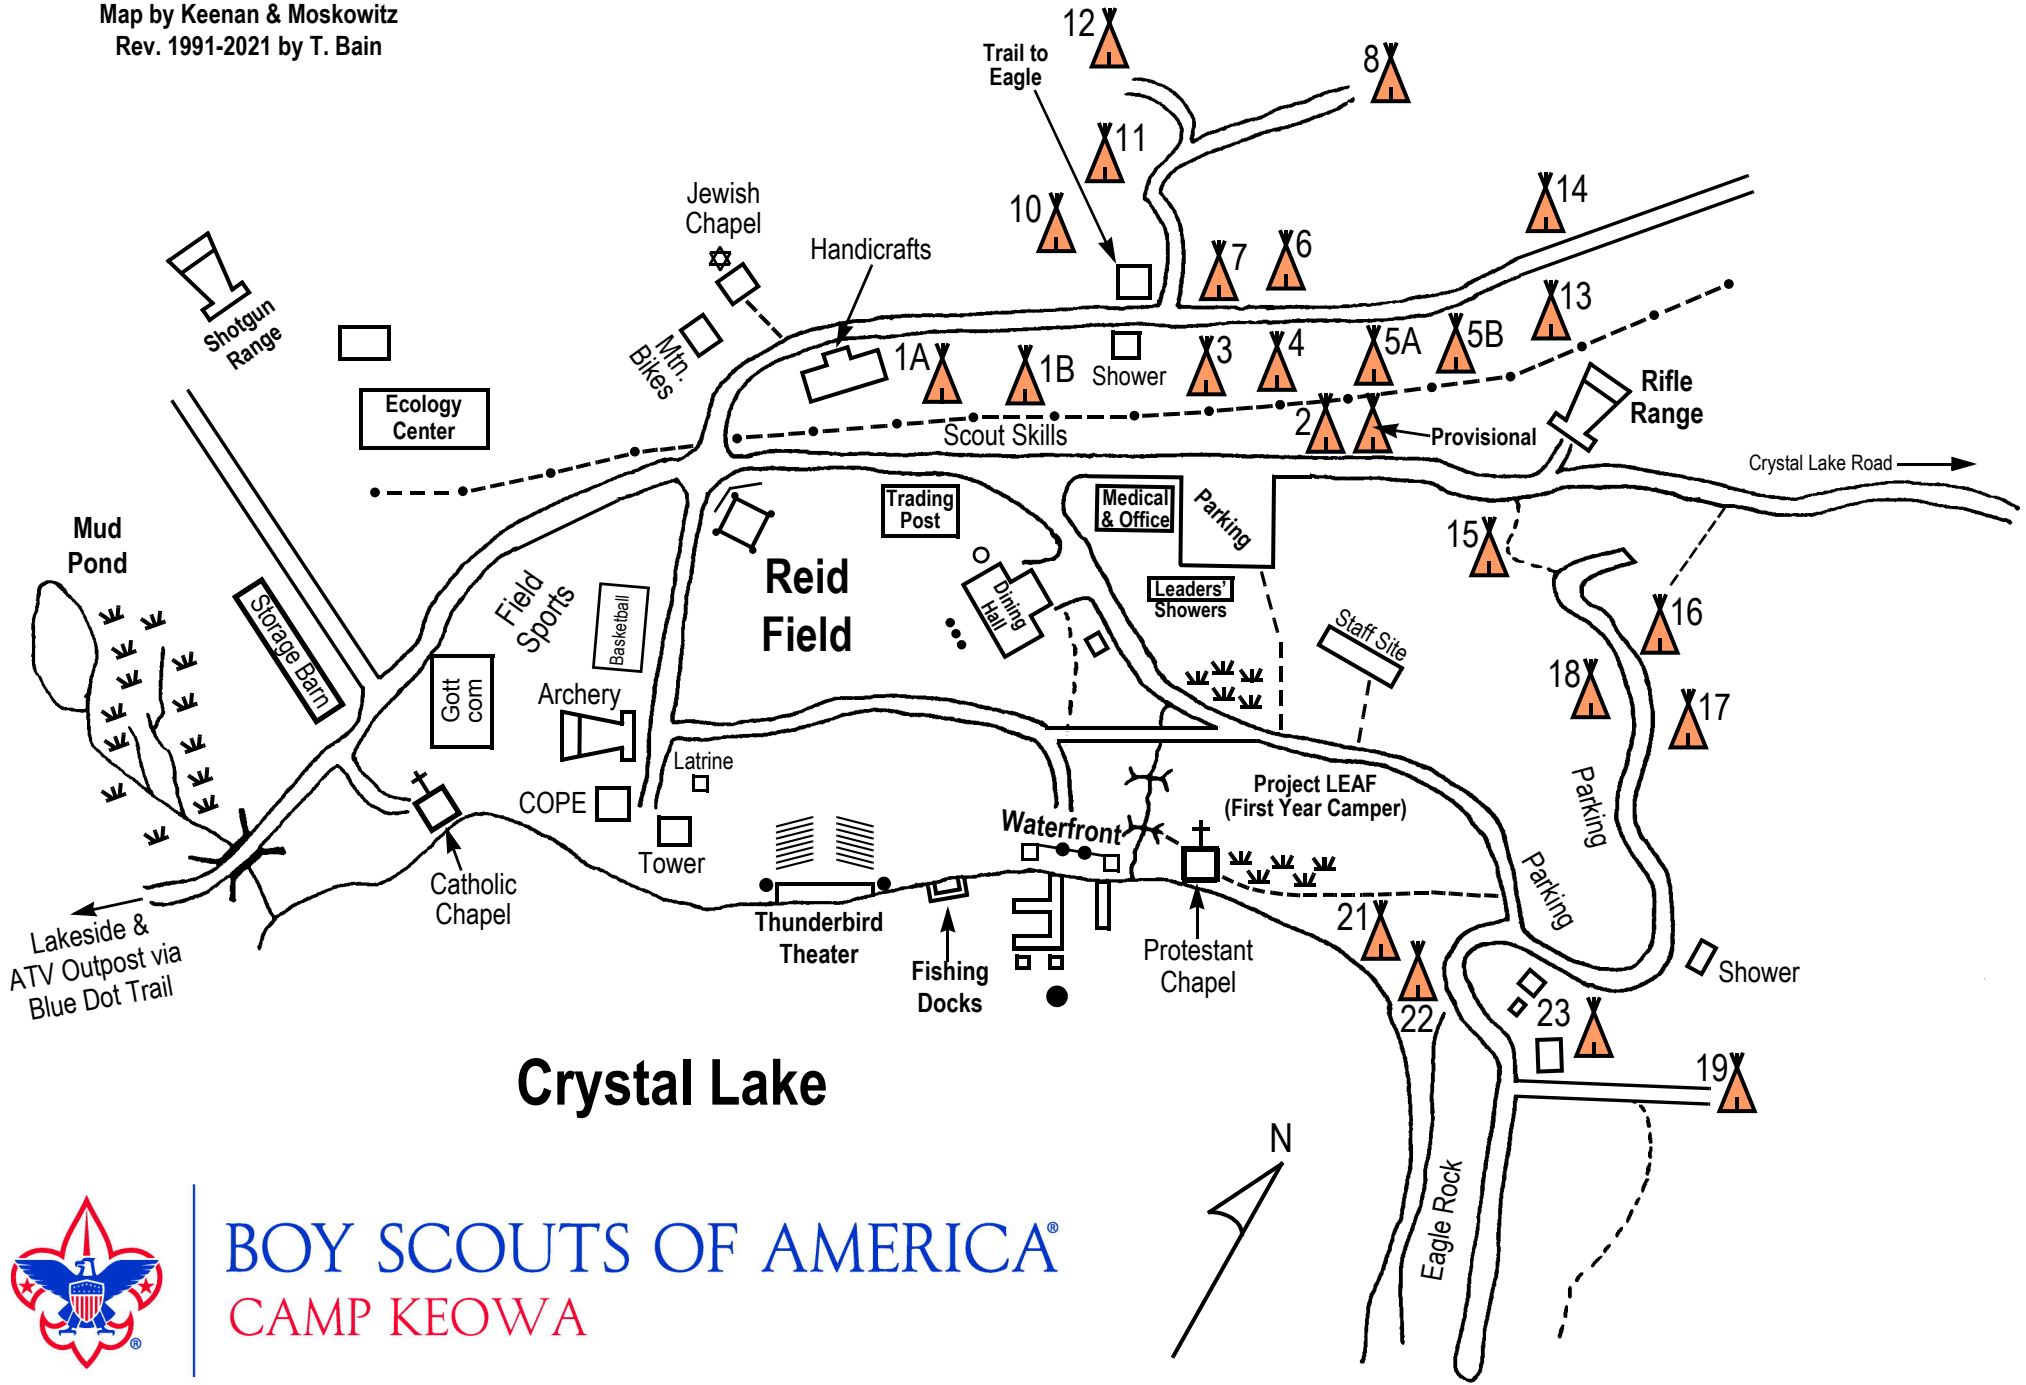 Map by Keenan & Moskowitz
Rev. 1991-2021 by T. Bain
12
Trail to
Eagle
8
11
10
14
Jewish
Chapel
Handicrafts
7
6
13
Shotgun
Range
Mtn.
Bikes
1A
1B
Shower
3
4
5A
5B
Ecology
Center
Rifle
Range
2
Provisional
Scout Skills
Crystal Lake Road
Trading
Post
Medical
& Office
Parking
Mud
Pond
15
Reid
Field
Field
Sports
Basketball
Dining
Hall
Leaders'
Showers
Storage Barn
Staff Site
16
18
17
Gott
com
Archery
Latrine
COPE
Tower
Project LEAF
(First Year Camper)
Parking
Waterfront
Parking
Catholic
Chapel
Thunderbird
Theater
Fishing
Docks
Protestant
Chapel
21
22
Shower
23
19
Lakeside &
ATV Outpost via
Blue Dot Trail
Crystal Lake
N
Eagle Rock
BOY SCOUTS OF AMERICA®
CAMP KEOWA
®